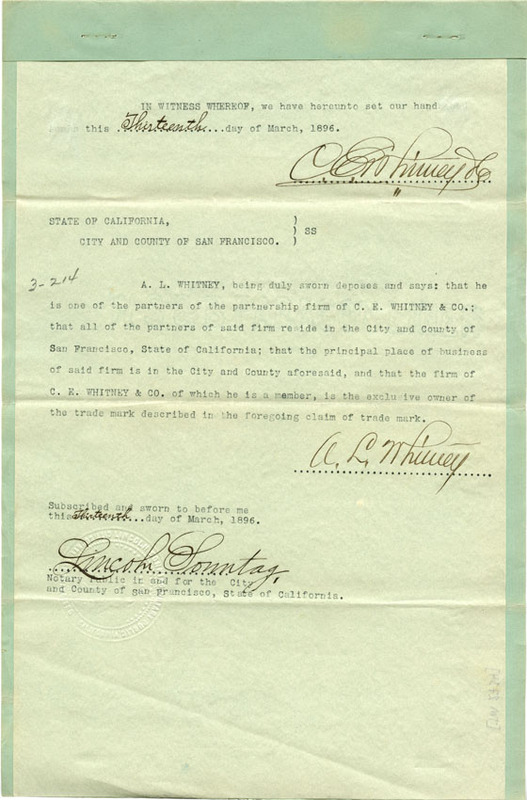 IN WITNESS WHEREOF, we have hereunto set our hand
this Thirteenth...day of March, 1896.
C. E. Whitney & Co
STATE OF CALIFORNIA, )
) SS
CITY AND COUNTY OF SAN FRANCISCO. )
3-214
A. L. WHITNEY, being duly sworn deposes and says: that he
is one of the partners of the partnership firm of C. E. WHITNEY & CO.;
that all of the partners of said firm reside in the City and County of
San Francisco, State of California; that the principal place of business
of said firm is in the City and County aforesaid, and that the firm of
C. E. WHITNEY & CO. of which he is a member, is the exclusive owner of
the trade mark described in the foregoing claim of trade mark.
A. L. Whitney
Subscribed and sworn to before me
this Thirteenth...day of March, 1896.
Lincoln Sonntag,
Notary Public in and for the City
and County of San Francisco, State of California.